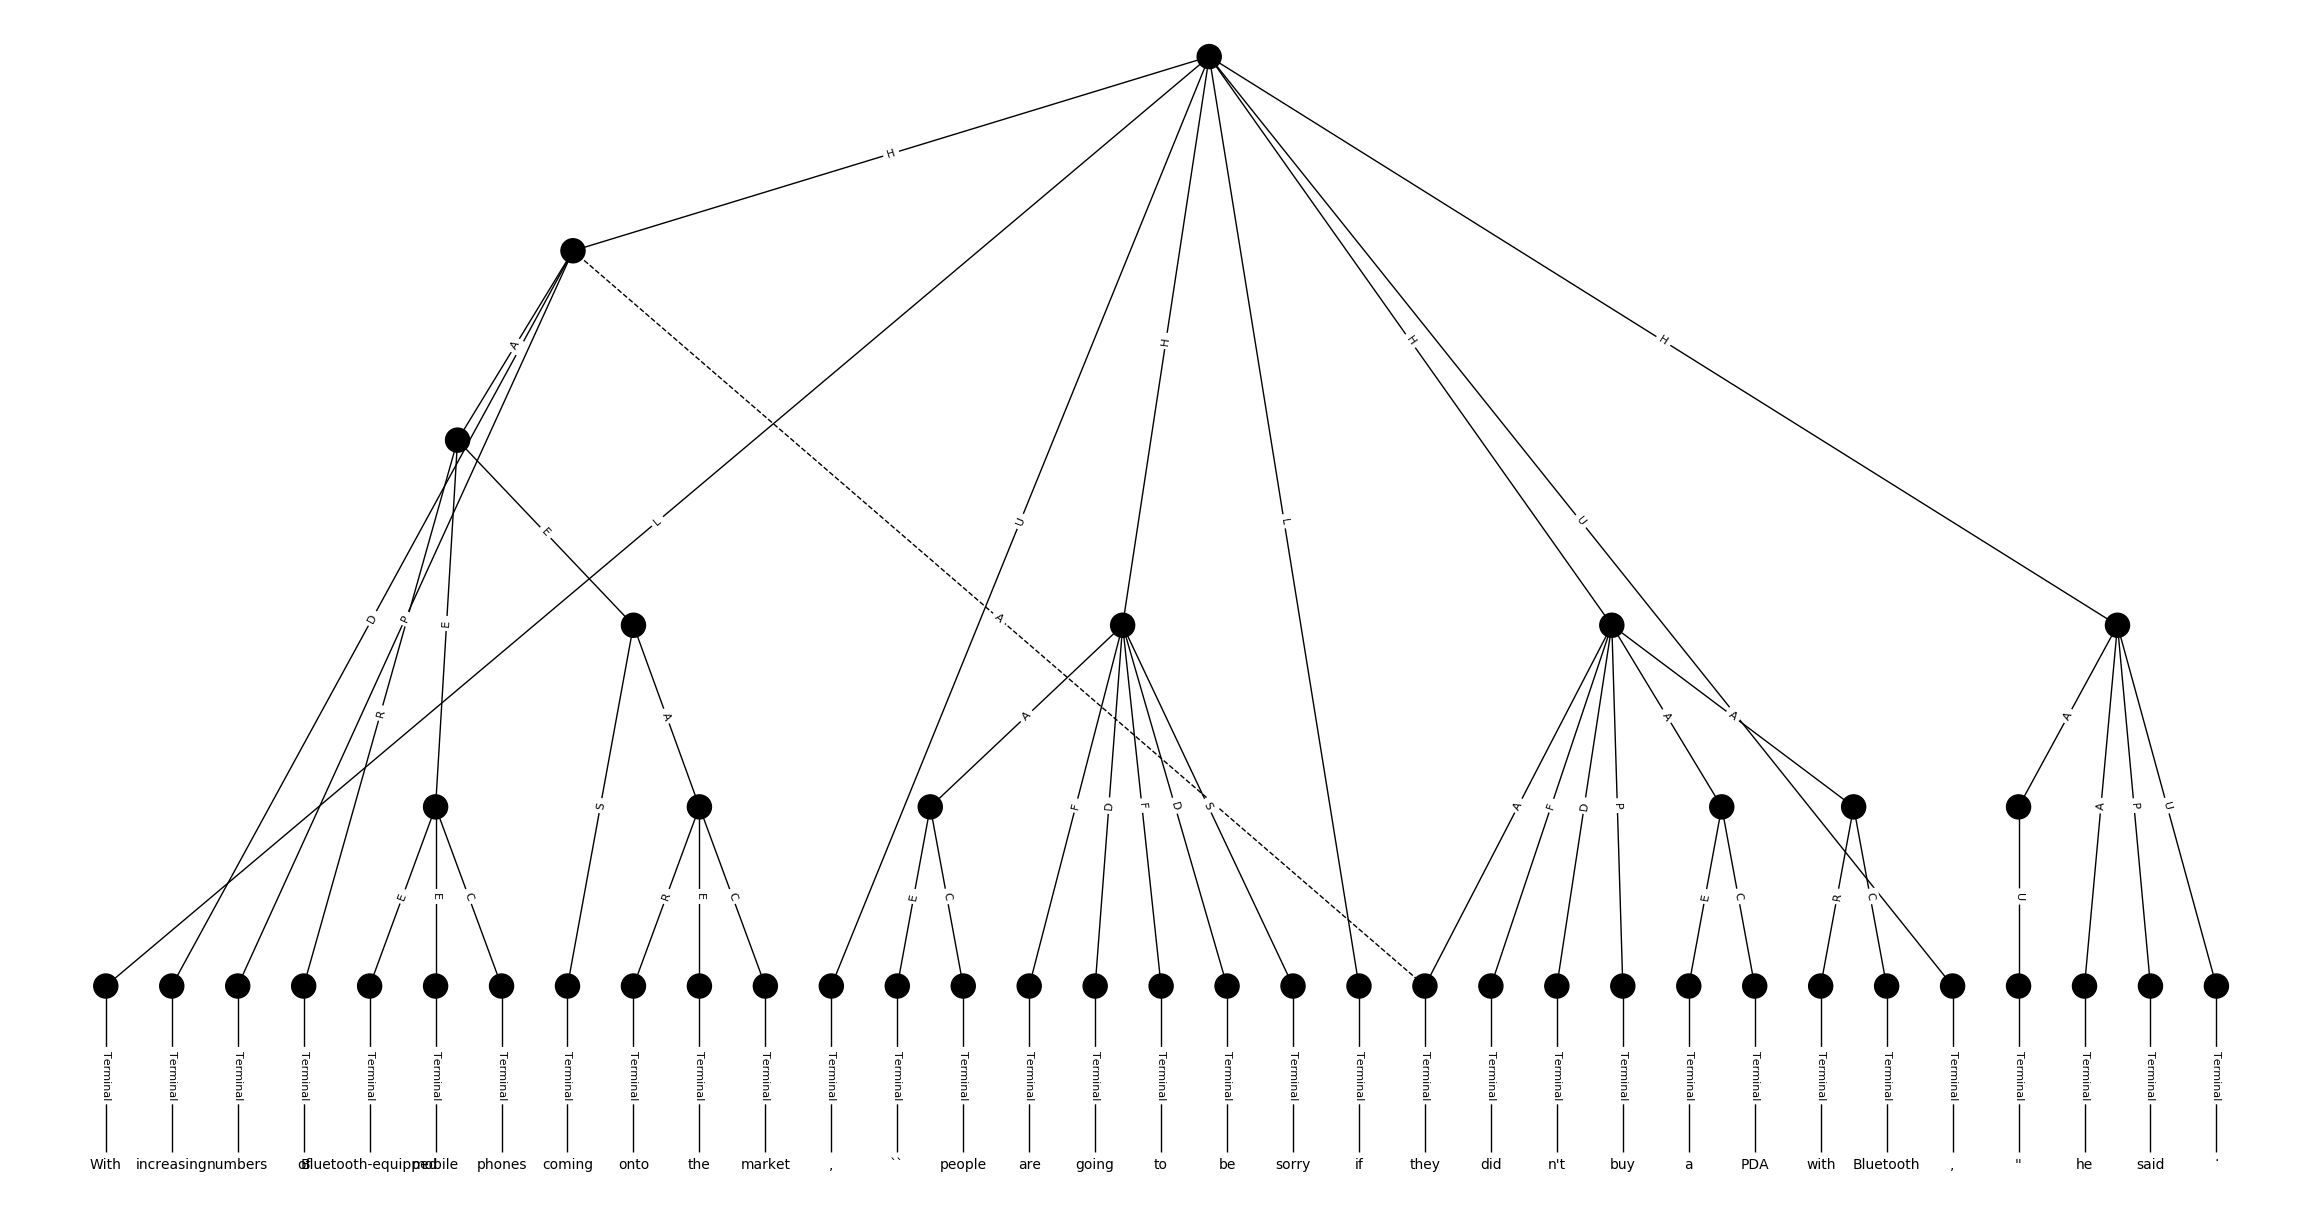 H
A
L
U
H
L
H
U
H
E
D
P
R
E
A
A
S
A
F
D
F
D
S
A
A
F
D
P
A
A
A
A
P
U
E
E
C
R
E
C
E
C
E
C
R
C
U
Terminal Terminal Terminal Terminal Terminal Terminal Terminal Terminal Terminal Terminal Terminal Terminal Terminal Terminal Terminal Terminal Terminal Terminal Terminal Terminal Terminal Terminal Terminal Terminal Terminal Terminal Terminal Terminal Terminal Terminal Terminal Terminal Terminal
With increasing numbers of Bluetooth-equipped mobile phones coming onto the market , `` people are going to be sorry if they did n't buy a PDA with Bluetooth , " he said .